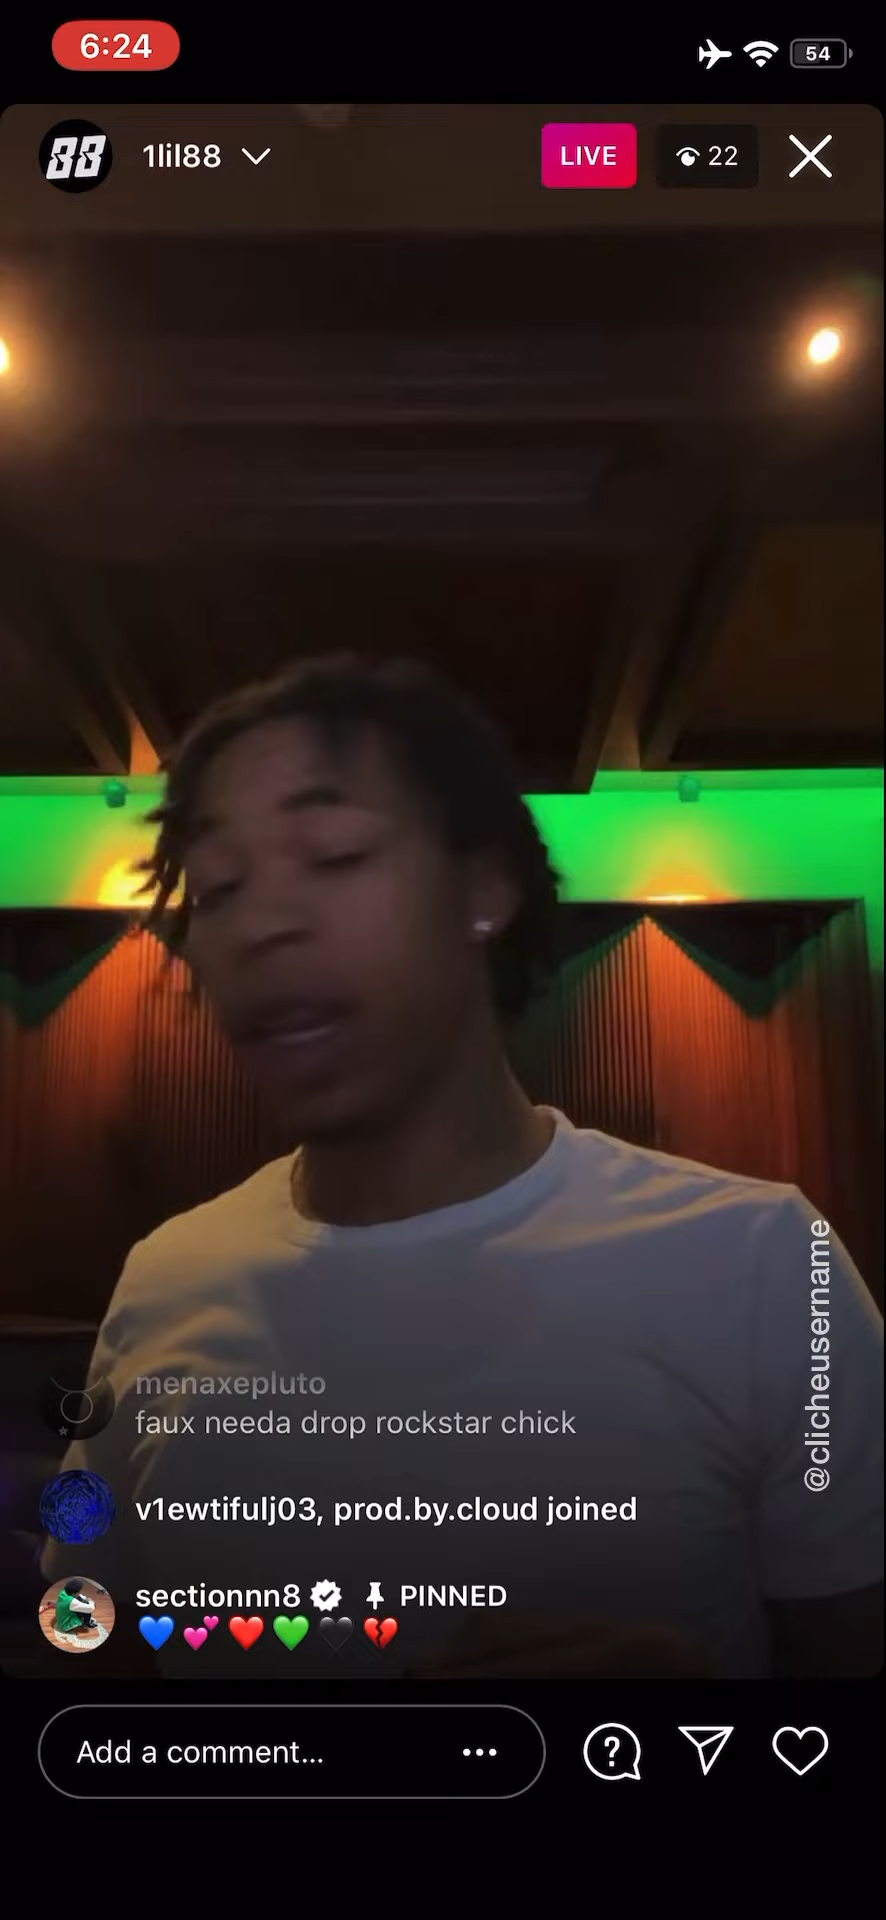 6:24
54
88
1lil88
LIVE
22
@clicheusername
menaxepluto
faux needa drop rockstar chick
v1ewtifulj03, prod.by.cloud joined
sectionnn8 PINNED
💙💕❤️💚🖤💔
Add a comment...